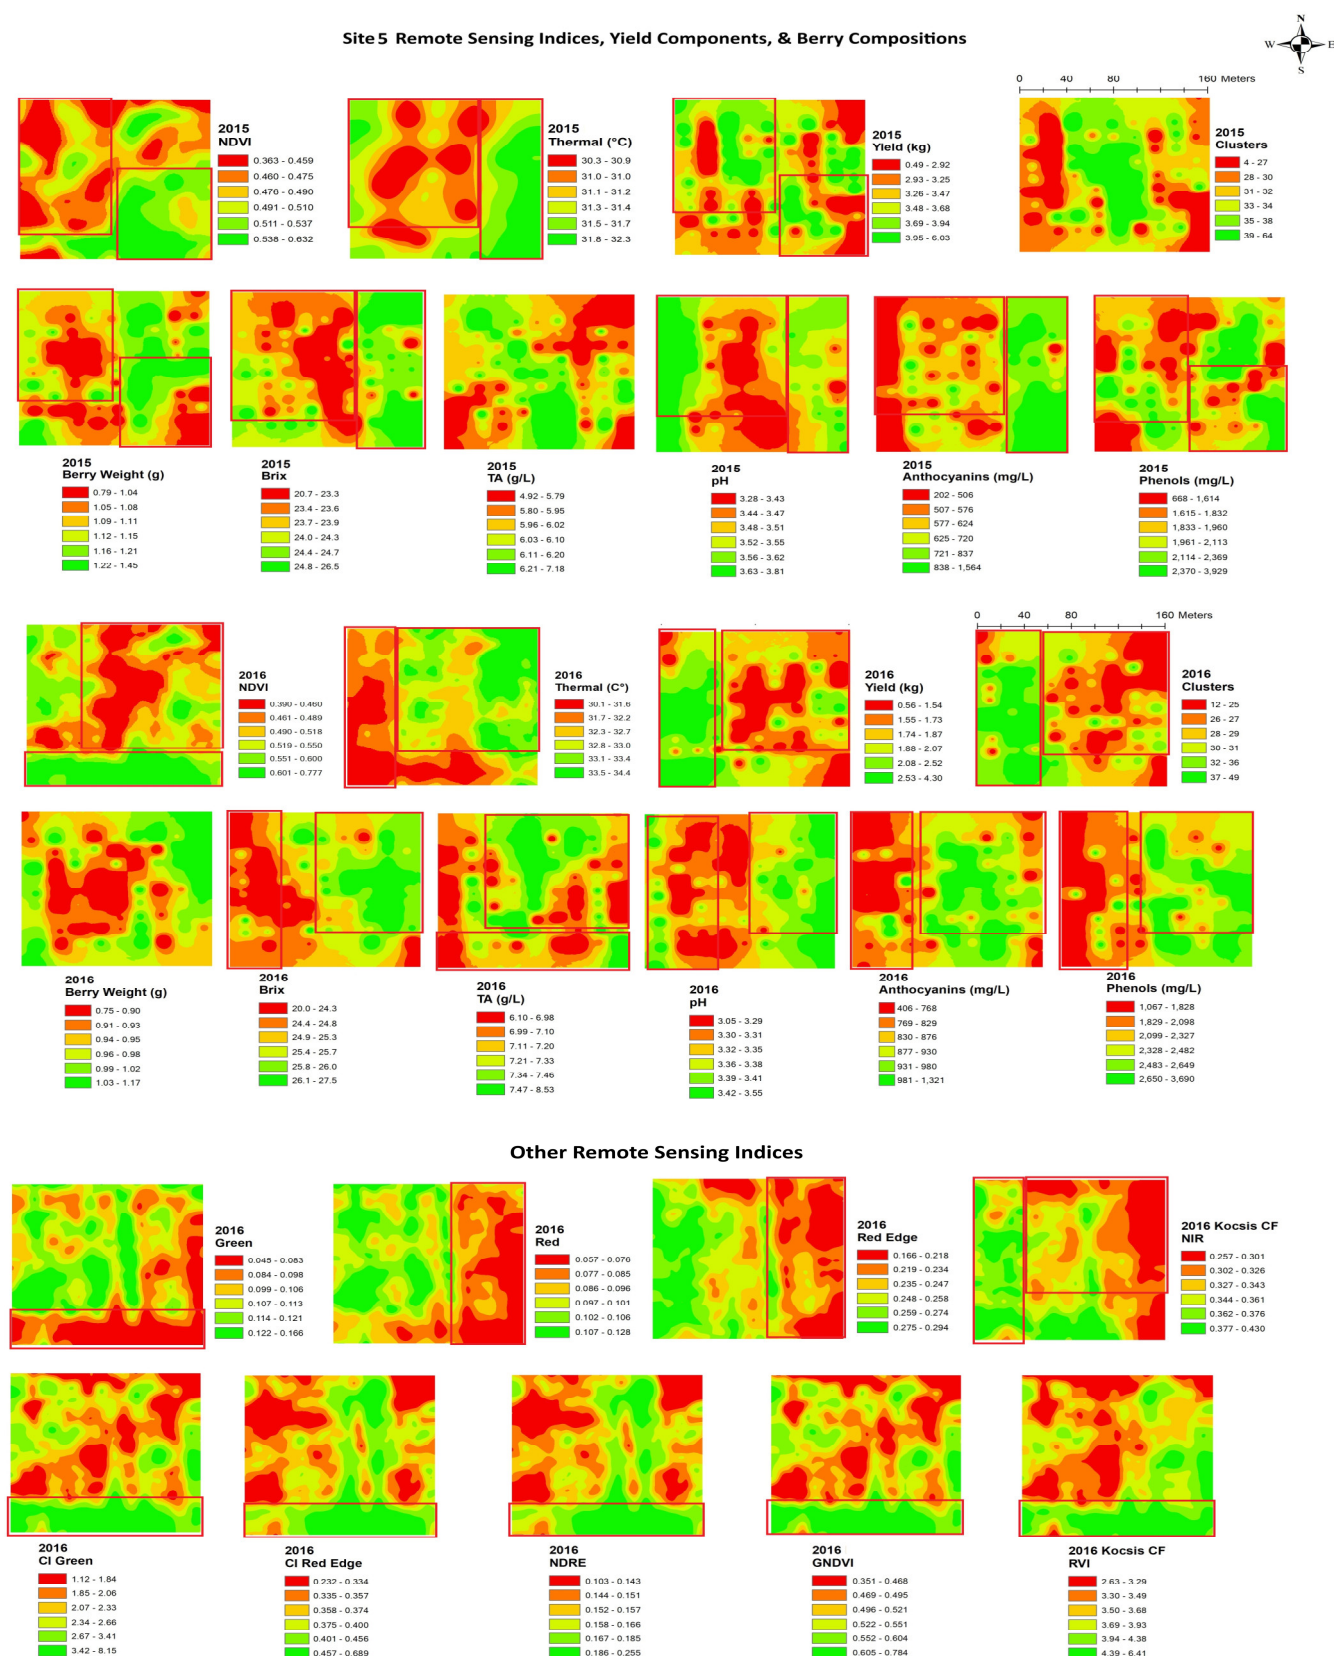 Site 5 Remote Sensing Indices, Yield Components, & Berry Compositions
N
W E
S
0 40 80 160 Meters
2015
NDVI
0.363 - 0.459
0.460 - 0.475
0.470 - 0.490
0.491 - 0.510
0.511 - 0.537
0.538 - 0.632
2015
Thermal (°C)
30.3 - 30.9
31.0 - 31.0
31.1 - 31.2
31.3 - 31.4
31.5 - 31.7
31.8 - 32.3
2015
Yield (kg)
0.49 - 2.92
2.93 - 3.25
3.26 - 3.47
3.48 - 3.68
3.69 - 3.94
3.95 - 6.03
2015
Clusters
4 - 27
28 - 30
31 - 32
33 - 34
35 - 38
39 - 64
2015
Berry Weight (g)
0.79 - 1.04
1.05 - 1.08
1.09 - 1.11
1.12 - 1.15
1.16 - 1.21
1.22 - 1.45
2015
Brix
20.7 - 23.3
23.4 - 23.6
23.7 - 23.9
24.0 - 24.3
24.4 - 24.7
24.8 - 26.5
2015
TA (g/L)
4.92 - 5.79
5.80 - 5.95
5.96 - 6.02
6.03 - 6.10
6.11 - 6.20
6.21 - 7.18
2015
pH
3.28 - 3.43
3.44 - 3.47
3.48 - 3.51
3.52 - 3.55
3.56 - 3.62
3.63 - 3.81
2015
Anthocyanins (mg/L)
202 - 506
507 - 576
577 - 624
625 - 720
721 - 837
838 - 1,564
2015
Phenols (mg/L)
668 - 1,614
1.615 - 1.832
1,833 - 1,960
1,961 - 2,113
2,114 - 2,369
2,370 - 3,929
0 40 80 160 Meters
2016
NDVI
0.390 - 0.460
0.461 - 0.489
0.490 - 0.518
0.519 - 0.550
0.551 - 0.600
0.601 - 0.777
2016
Thermal (C°)
30.1 - 31.6
31.7 - 32.2
32.3 - 32.7
32.8 - 33.0
33.1 - 33.4
33.5 - 34.4
2016
Yield (kg)
0.56 - 1.54
1.55 - 1.73
1.74 - 1.87
1.88 - 2.07
2.08 - 2.52
2.53 - 4.30
2016
Clusters
12 - 25
26 - 27
28 - 29
30 - 31
32 - 36
37 - 49
2016
Berry Weight (g)
0.75 - 0.90
0.91 - 0.93
0.94 - 0.95
0.96 - 0.98
0.99 - 1.02
1.03 - 1.17
2016
Brix
20.0 - 24.3
24.4 - 24.8
24.9 - 25.3
25.4 - 25.7
25.8 - 26.0
26.1 - 27.5
2016
TA (g/L)
6.10 - 6.98
6.99 - 7.10
7.11 - 7.20
7.21 - 7.33
7.34 - 7.46
7.47 - 8.53
2016
pH
3.05 - 3.29
3.30 - 3.31
3.32 - 3.35
3.36 - 3.38
3.39 - 3.41
3.42 - 3.55
2016
Anthocyanins (mg/L)
406 - 768
769 - 829
830 - 876
877 - 930
931 - 980
981 - 1,321
2016
Phenols (mg/L)
1,067 - 1,828
1,829 - 2,098
2,099 - 2,327
2,328 - 2,482
2,483 - 2,649
2,650 - 3,690
Other Remote Sensing Indices
2016
Green
0.045 - 0.083
0.084 - 0.098
0.099 - 0.106
0.107 - 0.113
0.114 - 0.121
0.122 - 0.166
2016
Red
0.057 - 0.076
0.077 - 0.085
0.086 - 0.096
0.097 - 0.101
0.102 - 0.106
0.107 - 0.128
2016
Red Edge
0.166 - 0.218
0.219 - 0.234
0.235 - 0.247
0.248 - 0.258
0.259 - 0.274
0.275 - 0.294
2016 Kocsis CF
NIR
0.257 - 0.301
0.302 - 0.326
0.327 - 0.343
0.344 - 0.361
0.362 - 0.376
0.377 - 0.430
2016
CI Green
1.12 - 1.84
1.85 - 2.06
2.07 - 2.33
2.34 - 2.66
2.67 - 3.41
3.42 - 8.15
2016
CI Red Edge
0.232 - 0.334
0.335 - 0.357
0.358 - 0.374
0.375 - 0.400
0.401 - 0.456
0.457 - 0.689
2016
NDRE
0.103 - 0.143
0.144 - 0.151
0.152 - 0.157
0.158 - 0.166
0.167 - 0.185
0.186 - 0.255
2016
GNDVI
0.351 - 0.468
0.469 - 0.495
0.496 - 0.521
0.522 - 0.551
0.552 - 0.604
0.605 - 0.784
2016 Kocsis CF
RVI
2.63 - 3.29
3.30 - 3.49
3.50 - 3.68
3.69 - 3.93
3.94 - 4.38
4.39 - 6.41